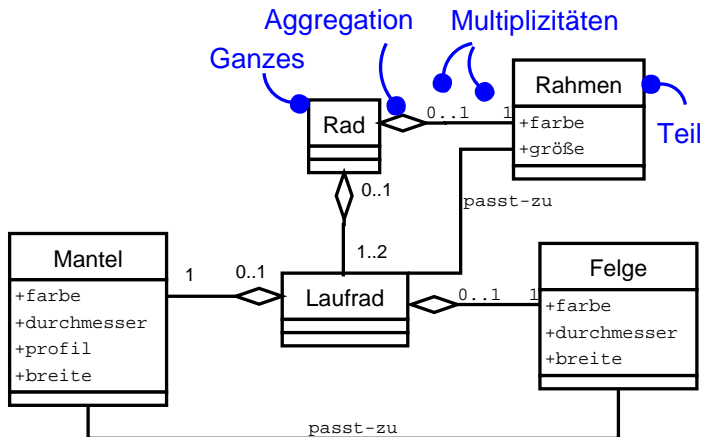 Aggregation
Multiplizitäten
Ganzes
Rahmen
Rad
0..1
1
+farbe
+größe
Teil
0..1
passt-zu
Mantel
1
0..1
1..2
Laufrad
0..1
1
Felge
+farbe
+durchmesser
+profil
+breite
+farbe
+durchmesser
+breite
passt-zu